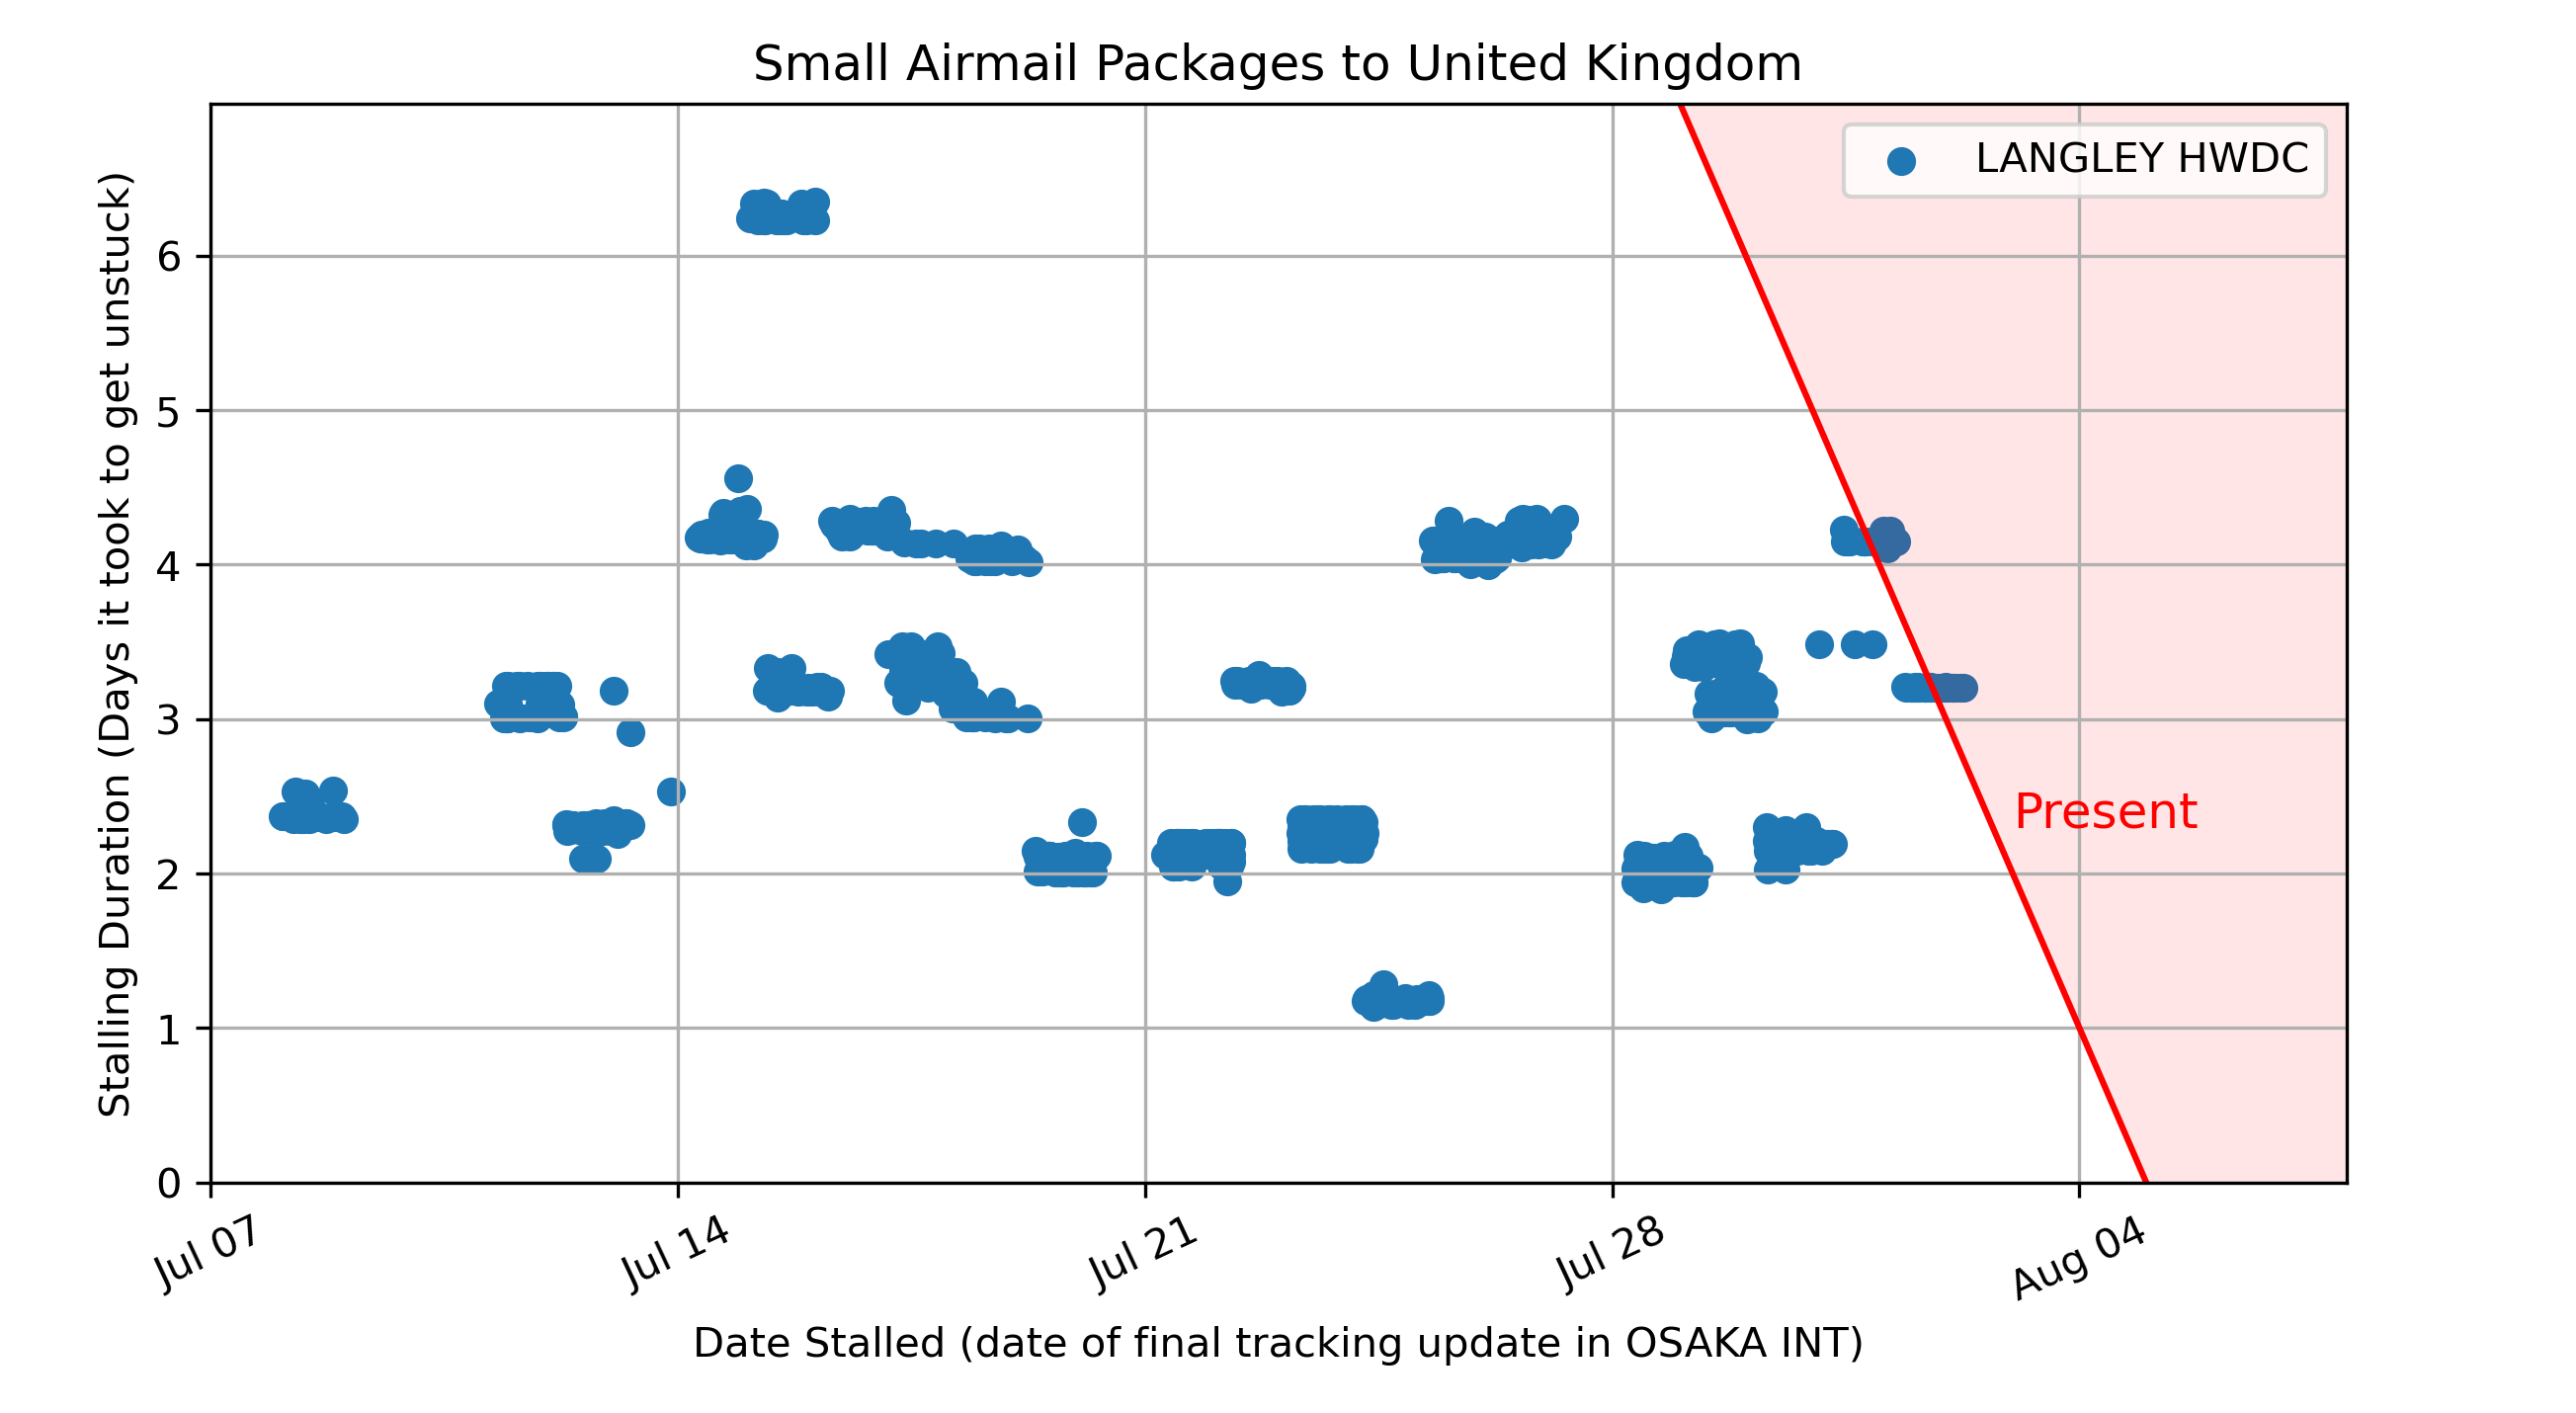 Small Airmail Packages to United Kingdom
LANGLEY HWDC
Stalling Duration (Days it took to get unstuck)
6
5
4
3
2
1
0
Present
Jul 07
Jul 14
Jul 21
Jul 28
Aug 04
Date Stalled (date of final tracking update in OSAKA INT)